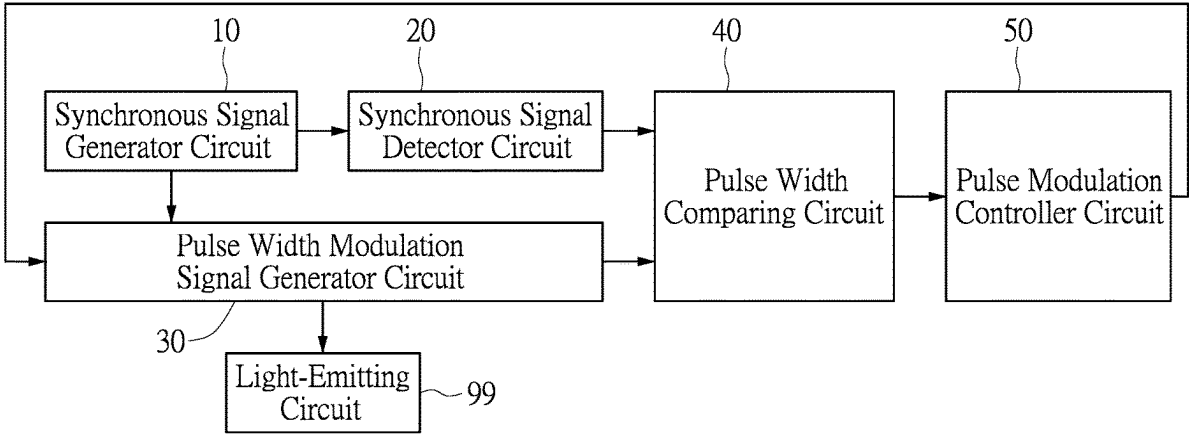 10
20
40
50
Synchronous Signal
Generator Circuit
Synchronous Signal
Detector Circuit
Pulse Width
Comparing Circuit
Pulse Modulation
Controller Circuit
Pulse Width Modulation
Signal Generator Circuit
30
Light-Emitting
Circuit
99